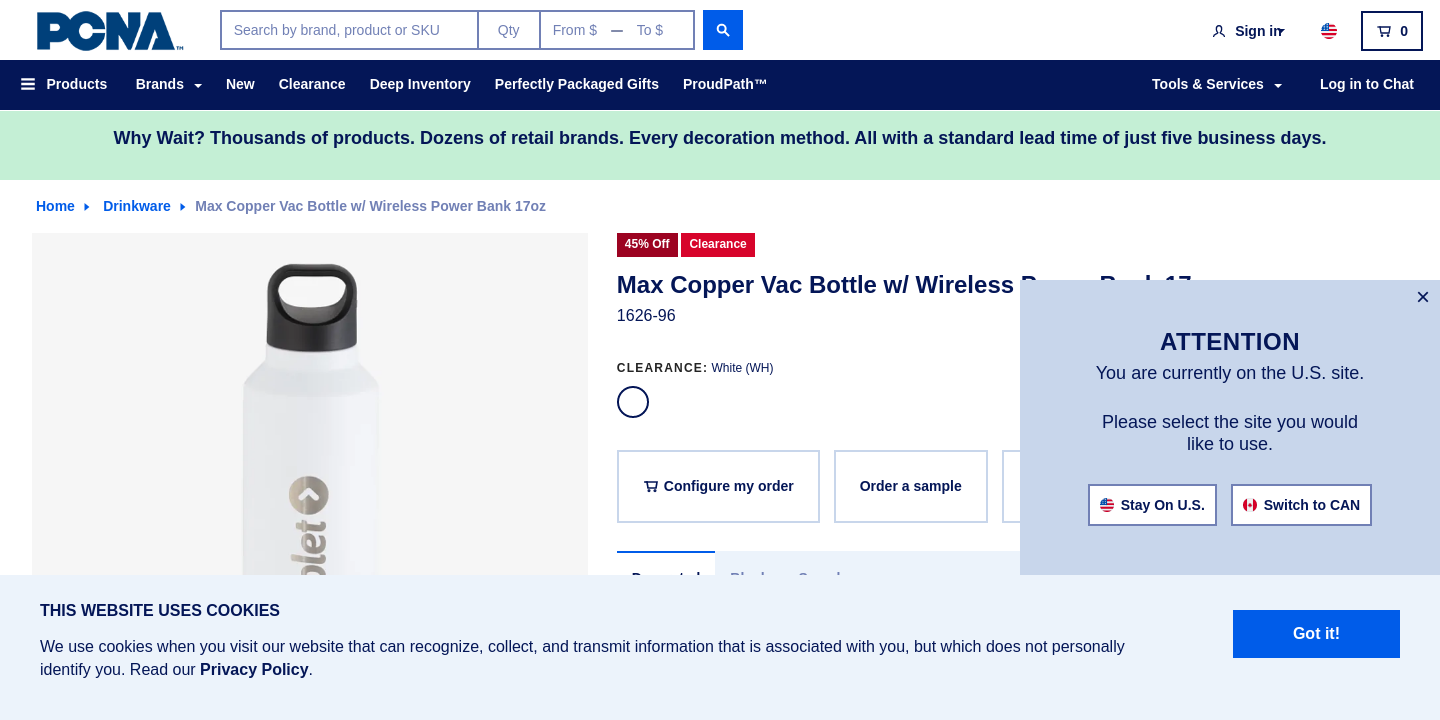 PCNA™
Search by brand, product or SKU
Qty
From $ — To $
Sign in
0
Products
Brands
New
Clearance
Deep Inventory
Perfectly Packaged Gifts
ProudPath™
Tools & Services
Log in to Chat
Why Wait? Thousands of products. Dozens of retail brands. Every decoration method. All with a standard lead time of just five business days.
Home
Drinkware
Max Copper Vac Bottle w/ Wireless Power Bank 17oz
45% Off
Clearance
Max Copper Vac Bottle w/ Wireless
1626-96
CLEARANCE: White (WH)
Configure my order
Order a sample
×
ATTENTION
You are currently on the U.S. site.
Please select the site you would
like to use.
Stay On U.S.
Switch to CAN
THIS WEBSITE USES COOKIES
We use cookies when you visit our website that can recognize, collect, and transmit information that is associated with you, but which does not personally
identify you. Read our Privacy Policy.
Got it!